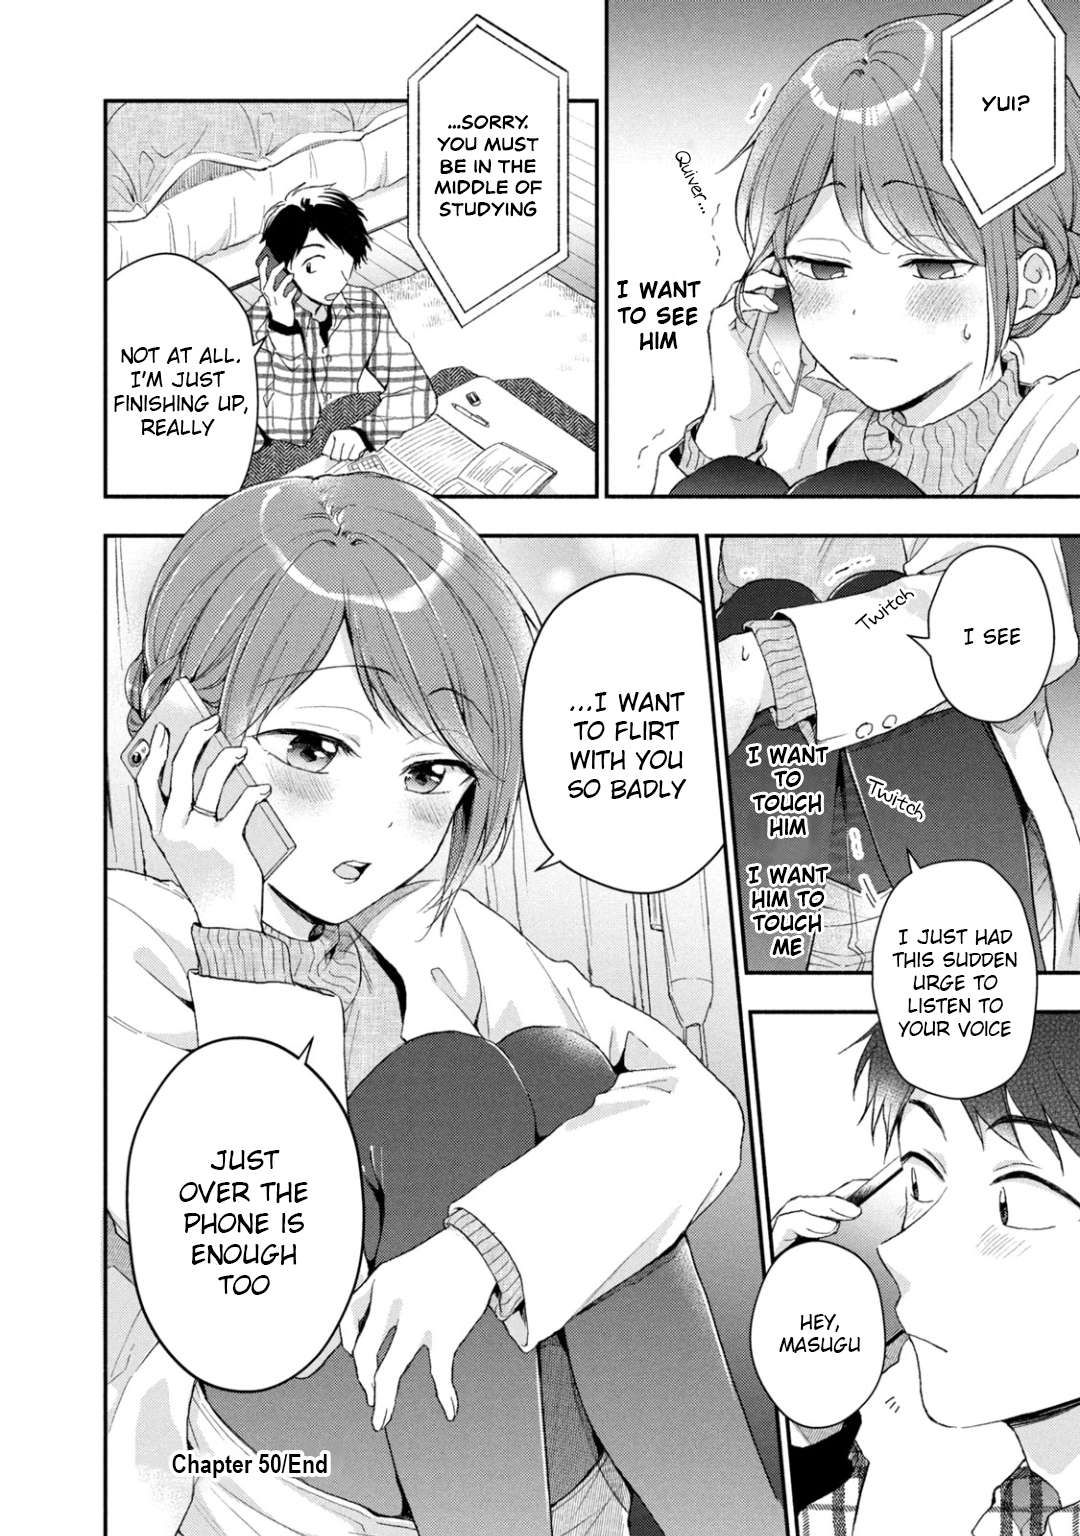 YUI?
Quiver...
I WANT
TO SEE
HIM
...SORRY.
YOU MUST
BE IN THE
MIDDLE OF
STUDYING
NOT AT ALL.
I'M JUST
FINISHING UP,
REALLY
Twitch
I SEE
I WANT
TO
TOUCH
HIM
Twitch
I WANT
HIM TO
TOUCH
ME
I JUST HAD
THIS SUDDEN
URGE TO
LISTEN TO
YOUR VOICE
HEY,
MASUGU
...I WANT
TO FLIRT
WITH YOU
SO BADLY
JUST
OVER THE
PHONE IS
ENOUGH
TOO
Chapter 50/End